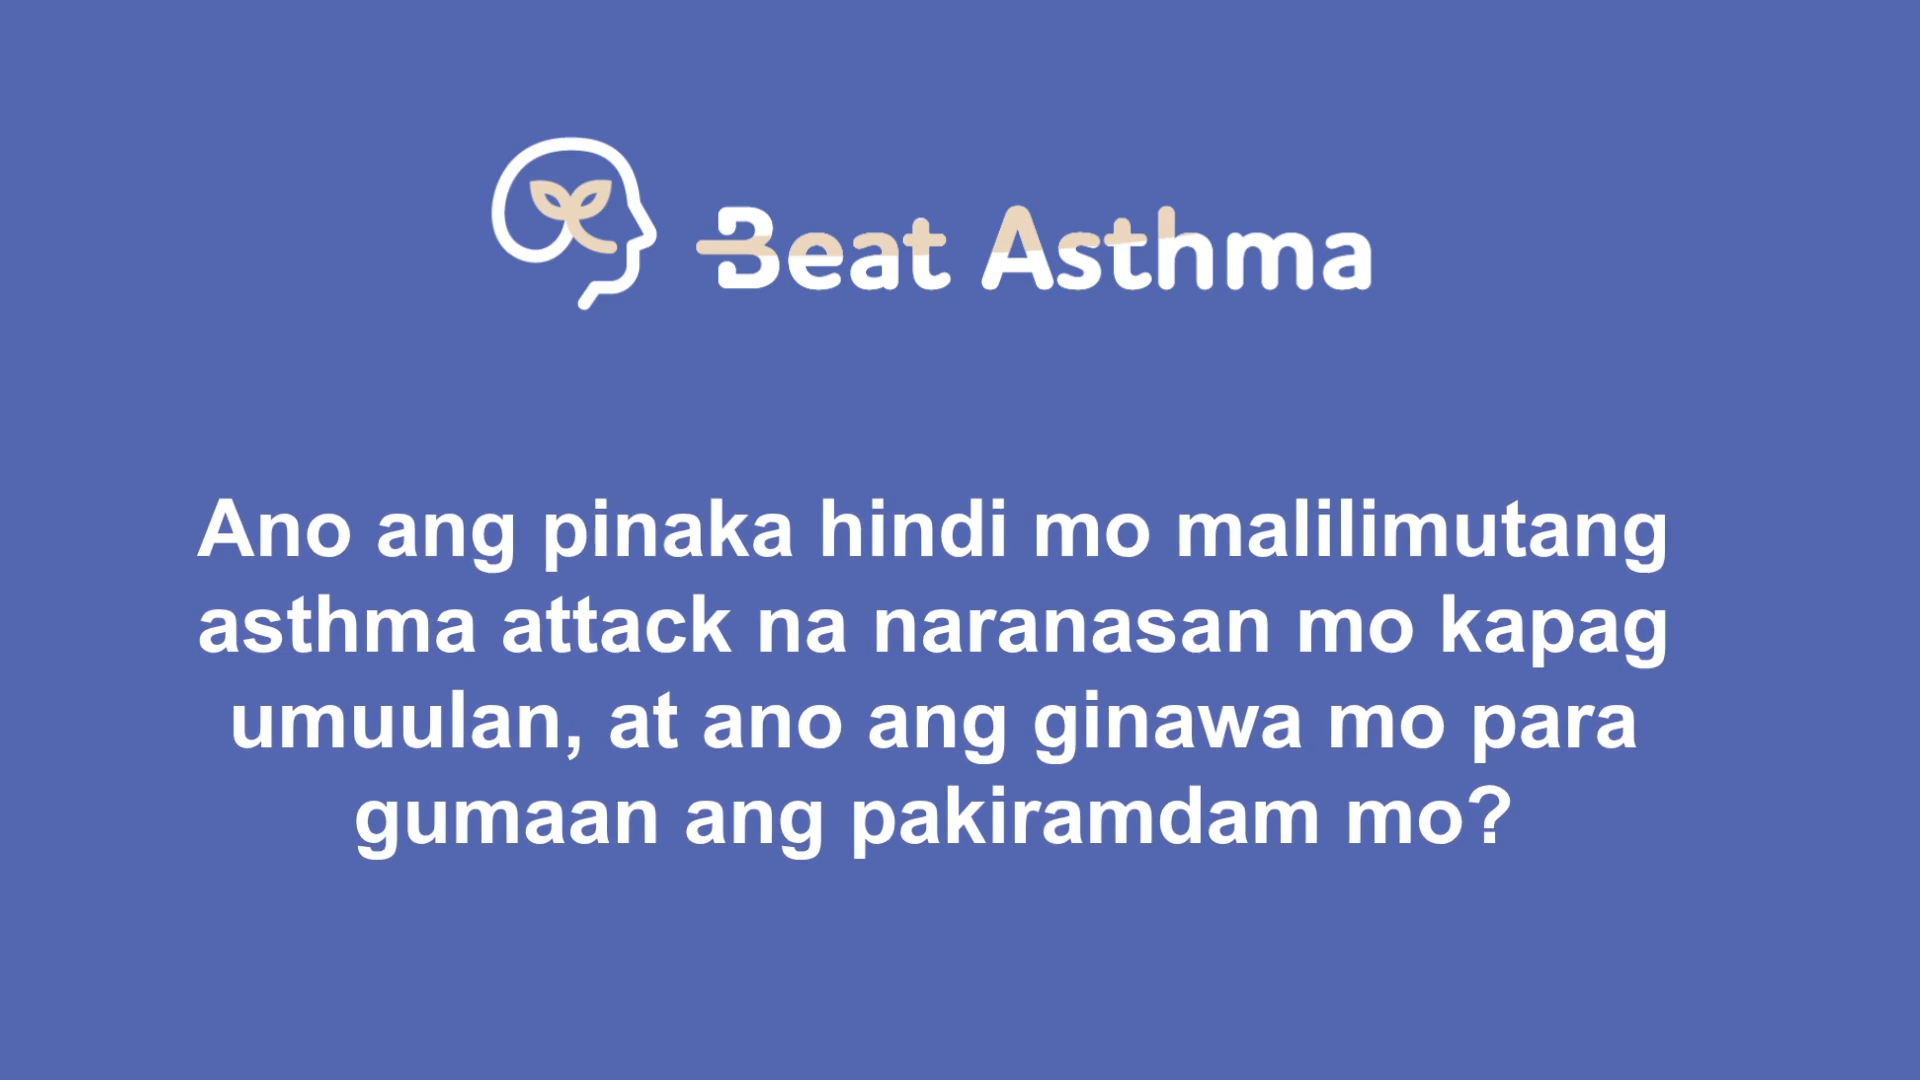 Beat Asthma
Ano ang pinaka hindi mo malilimutang
asthma attack na naranasan mo kapag
umuulan, at ano ang ginawa mo para
gumaan ang pakiramdam mo?